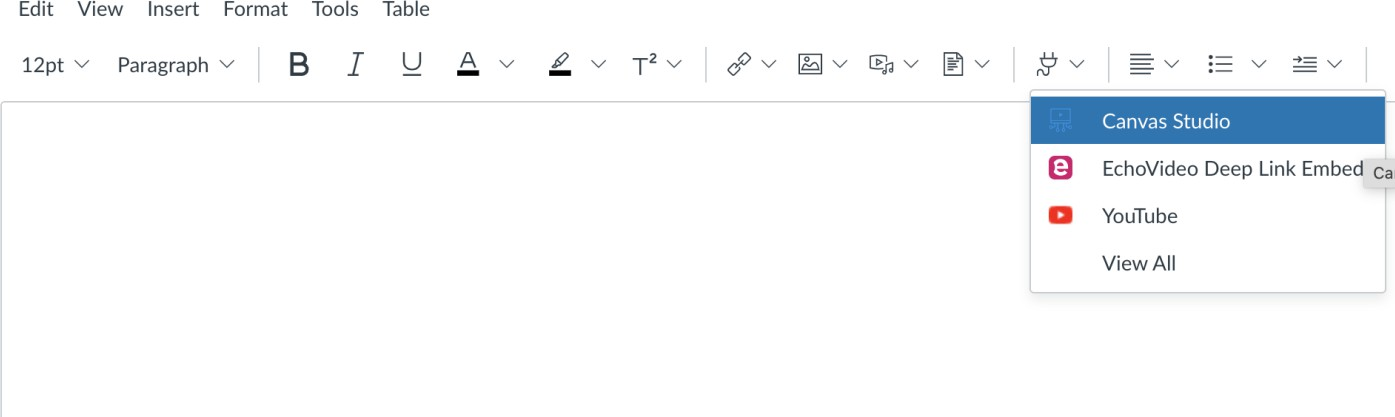 Edit View Insert Format Tools Table
12pt Paragraph B I U A T²
Canvas Studio
EchoVideo Deep Link Embed
YouTube
View All